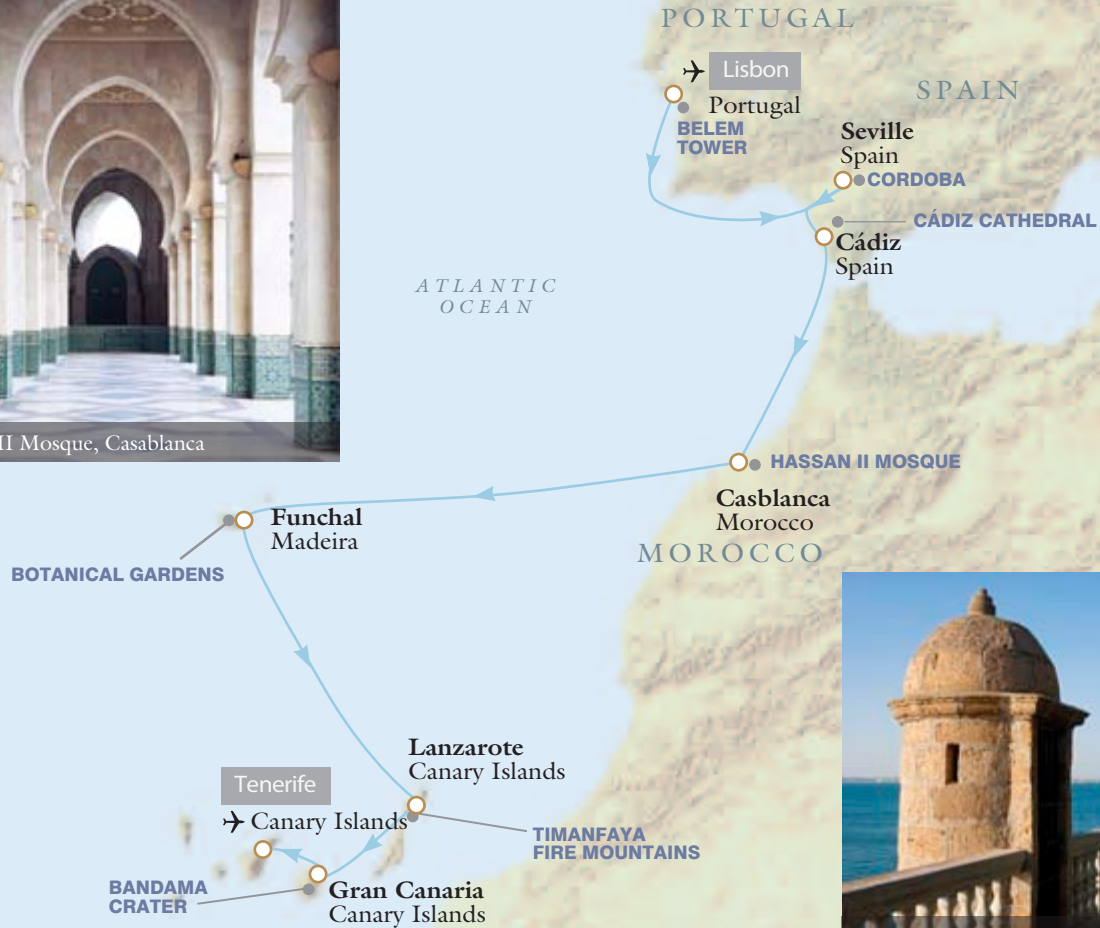 PORTUGAL
Lisbon
Portugal
BELEM
TOWER
SPAIN
Seville
Spain
CORDOBA
CÁDIZ CATHEDRAL
Cádiz
Spain
ATLANTIC
OCEAN
II Mosque, Casablanca
HASSAN II MOSQUE
Casblanca
Morocco
MOROCCO
Funchal
Madeira
BOTANICAL GARDENS
Lanzarote
Canary Islands
Tenerife
Canary Islands
TIMANFAYA
FIRE MOUNTAINS
BANDAMA
CRATER
Gran Canaria
Canary Islands